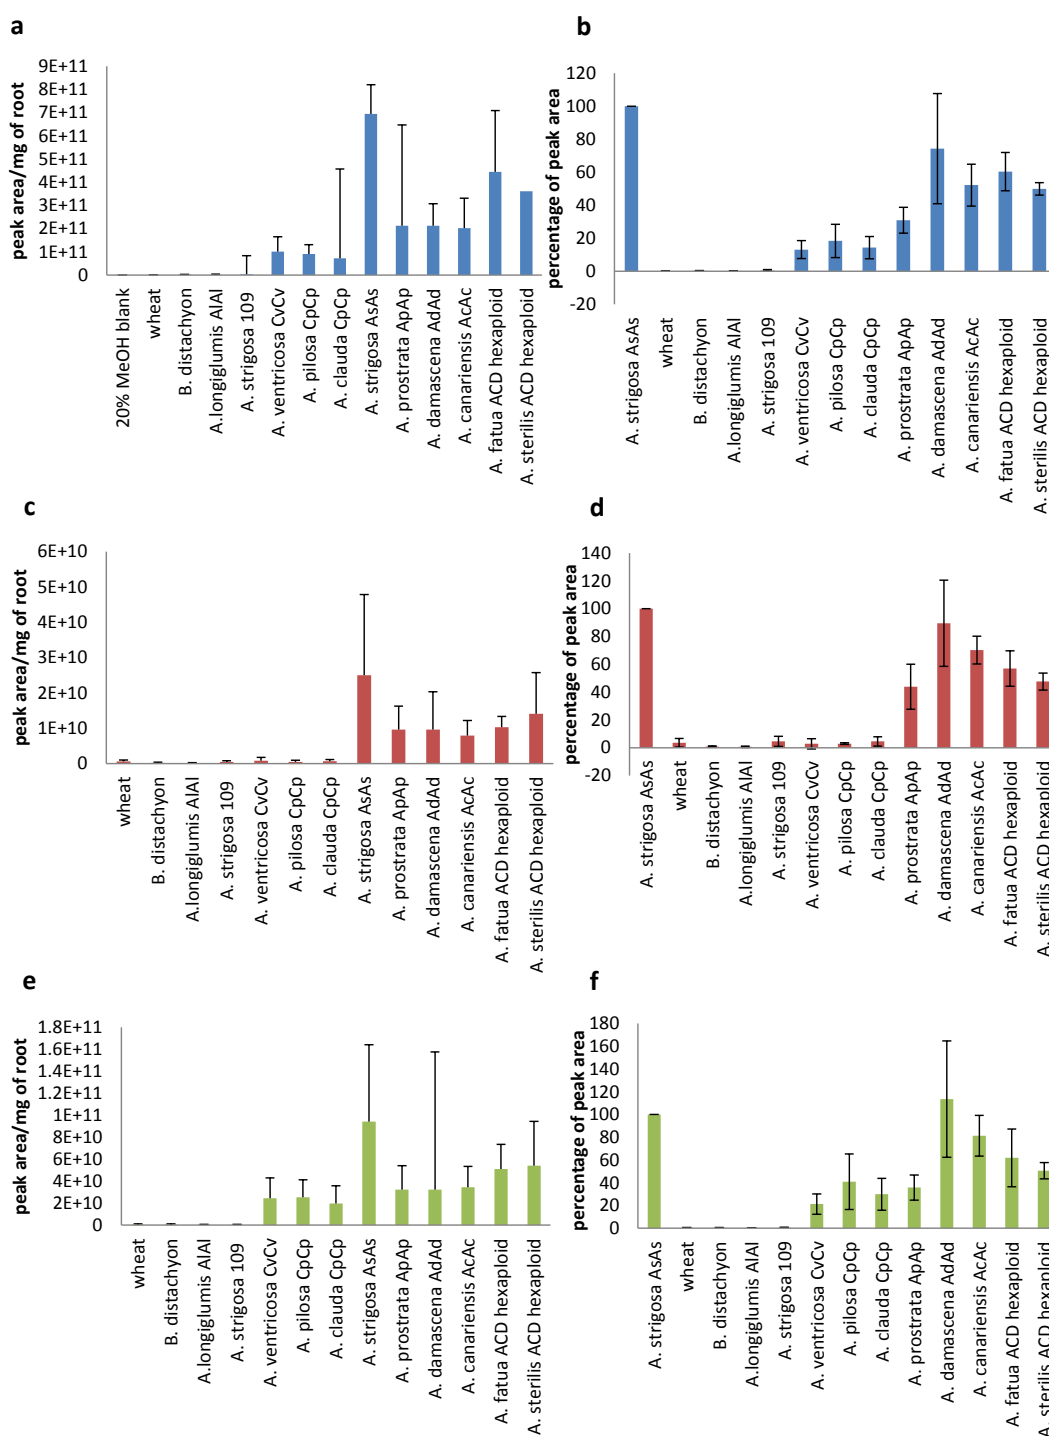 a
peak area/mg of root
9E+11
8E+11
7E+11
6E+11
5E+11
4E+11
3E+11
2E+11
1E+11
0
20% MeOH blank
wheat
B. distachyon
A.longiglumis AlAl
A. strigosa 109
A. ventricosa CvCv
A. pilosa CpCp
A. clauda CpCp
A. strigosa AsAs
A. prostrata ApAp
A. damascena AdAd
A. canariensis AcAc
A. fatua ACD hexaploid
A. sterilis ACD hexaploid
b
percentage of peak area
120
100
80
60
40
20
0
-20
A. strigosa AsAs
wheat
B. distachyon
A.longiglumis AlAl
A. strigosa 109
A. ventricosa CvCv
A. pilosa CpCp
A. clauda CpCp
A. prostrata ApAp
A. damascena AdAd
A. canariensis AcAc
A. fatua ACD hexaploid
A. sterilis ACD hexaploid
c
peak area/mg of root
6E+10
5E+10
4E+10
3E+10
2E+10
1E+10
0
wheat
B. distachyon
A.longiglumis AlAl
A. strigosa 109
A. ventricosa CvCv
A. pilosa CpCp
A. clauda CpCp
A. strigosa AsAs
A. prostrata ApAp
A. damascena AdAd
A. canariensis AcAc
A. fatua ACD hexaploid
A. sterilis ACD hexaploid
d
percentage of peak area
140
120
100
80
60
40
20
0
-20
A. strigosa AsAs
wheat
B. distachyon
A.longiglumis AlAl
A. strigosa 109
A. ventricosa CvCv
A. pilosa CpCp
A. clauda CpCp
A. prostrata ApAp
A. damascena AdAd
A. canariensis AcAc
A. fatua ACD hexaploid
A. sterilis ACD hexaploid
e
peak area/mg of root
1.8E+11
1.6E+11
1.4E+11
1.2E+11
1E+11
8E+10
6E+10
4E+10
2E+10
0
wheat
B. distachyon
A.longiglumis AlAl
A. strigosa 109
A. ventricosa CvCv
A. pilosa CpCp
A. clauda CpCp
A. strigosa AsAs
A. prostrata ApAp
A. damascena AdAd
A. canariensis AcAc
A. fatua ACD hexaploid
A. sterilis ACD hexaploid
f
percentage of peak area
180
160
140
120
100
80
60
40
20
0
A. strigosa AsAs
wheat
B. distachyon
A.longiglumis AlAl
A. strigosa 109
A. ventricosa CvCv
A. pilosa CpCp
A. clauda CpCp
A. prostrata ApAp
A. damascena AdAd
A. canariensis AcAc
A. fatua ACD hexaploid
A. sterilis ACD hexaploid